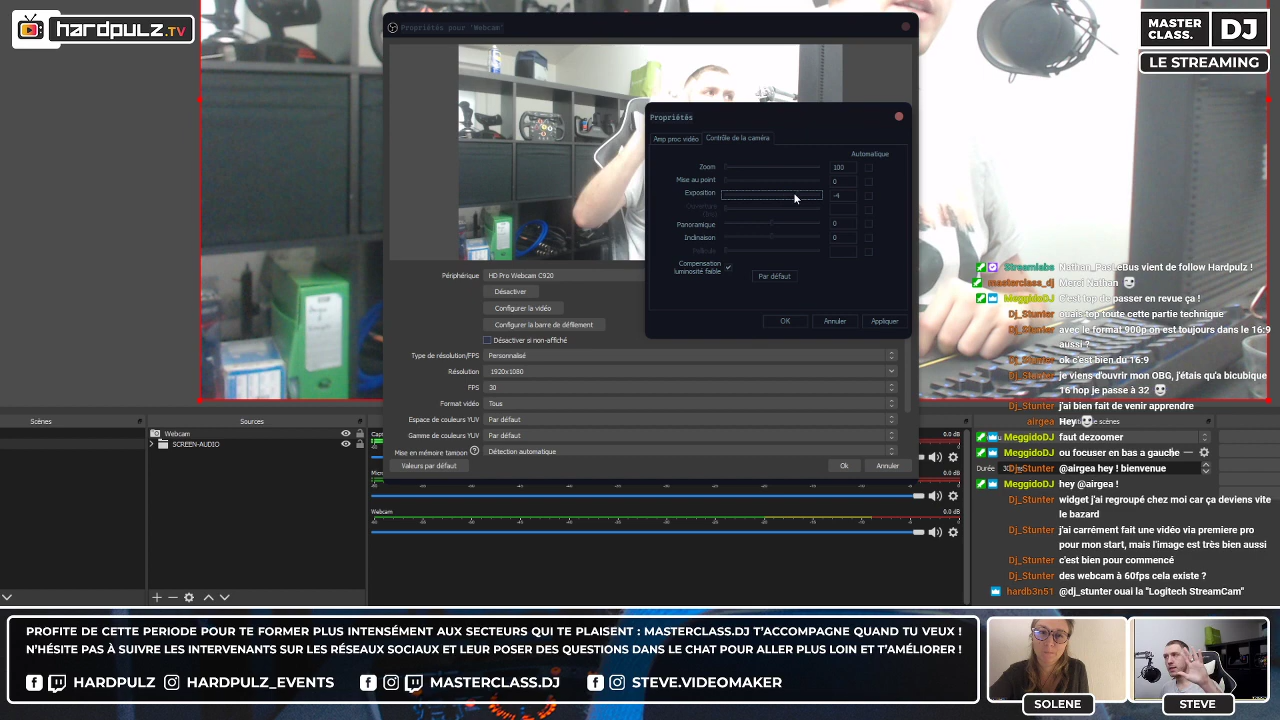 hardpulz.TV
MASTER
CLASS.
DJ
LE STREAMING
Propriétés pour 'Webcam'
Propriétés
Amp proc vidéo
Contrôle de la caméra
Automatique
Zoom
100
Mise au point
0
Exposition
-4
Panoramique
0
Inclinaison
0
Compensation
luminosité faible
Par défaut
OK
Annuler
Appliquer
Périphérique
HD Pro Webcam C920
Désactiver
Configurer la vidéo
Configurer la barre de défilement
Désactiver si non-affiché
Type de résolution/FPS
Personnalisé
Résolution
1920x1080
FPS
30
Format vidéo
Tous
Espace de couleurs YUV
Par défaut
Gamme de couleurs YUV
Par défaut
Mise en mémoire tampon
Détection automatique
Valeurs par défaut
Ok
Annuler
Scènes
Sources
Webcam
SCREEN-AUDIO
0.0 dB
0.0 dB
Webcam
0.0 dB
Durée
Streamlabs Nathan_PasLeBus vient de follow Hardpulz !
masterclass_dj Merci Nathan
MeggidoDJ C'est top de passer en revue ça !
Dj_Stunter ouais top toute cette partie technique
Dj_Stunter avec le format 900p on est toujours dans le 16:9
aussi ?
Dj_Stunter ok c'est bien du 16:9
Dj_Stunter je viens d'ouvrir mon OBG, j'étais qu'a bicubique
16 hop je passe à 32
Dj_Stunter j'ai bien fait de venir apprendre
airgea Hey
MeggidoDJ faut dezoomer
MeggidoDJ ou focuser en bas a gauche
Dj_Stunter @airgea hey ! bienvenue
MeggidoDJ hey @airgea !
Dj_Stunter widget j'ai regroupé chez moi car ça deviens vite
le bazard
Dj_Stunter j'ai carrément fait une vidéo via premiere pro
pour mon start, mais l'image est très bien aussi
Dj_Stunter c'est bien pour commencé
Dj_Stunter des webcam à 60fps cela existe ?
hardb3n51 @dj_stunter ouai la "Logitech StreamCam"
PROFITE DE CETTE PERIODE POUR TE FORMER PLUS INTENSÉMENT AUX SECTEURS QUI TE PLAISENT : MASTERCLASS.DJ T'ACCOMPAGNE QUAND TU VEUX !
N'HÉSITE PAS À SUIVRE LES INTERVENANTS SUR LES RÉSEAUX SOCIAUX ET LEUR POSER DES QUESTIONS DANS LE CHAT POUR ALLER PLUS LOIN ET T'AMÉLIORER !
HARDPULZ
HARDPULZ_EVENTS
MASTERCLASS.DJ
STEVE.VIDEOMAKER
SOLENE
STEVE